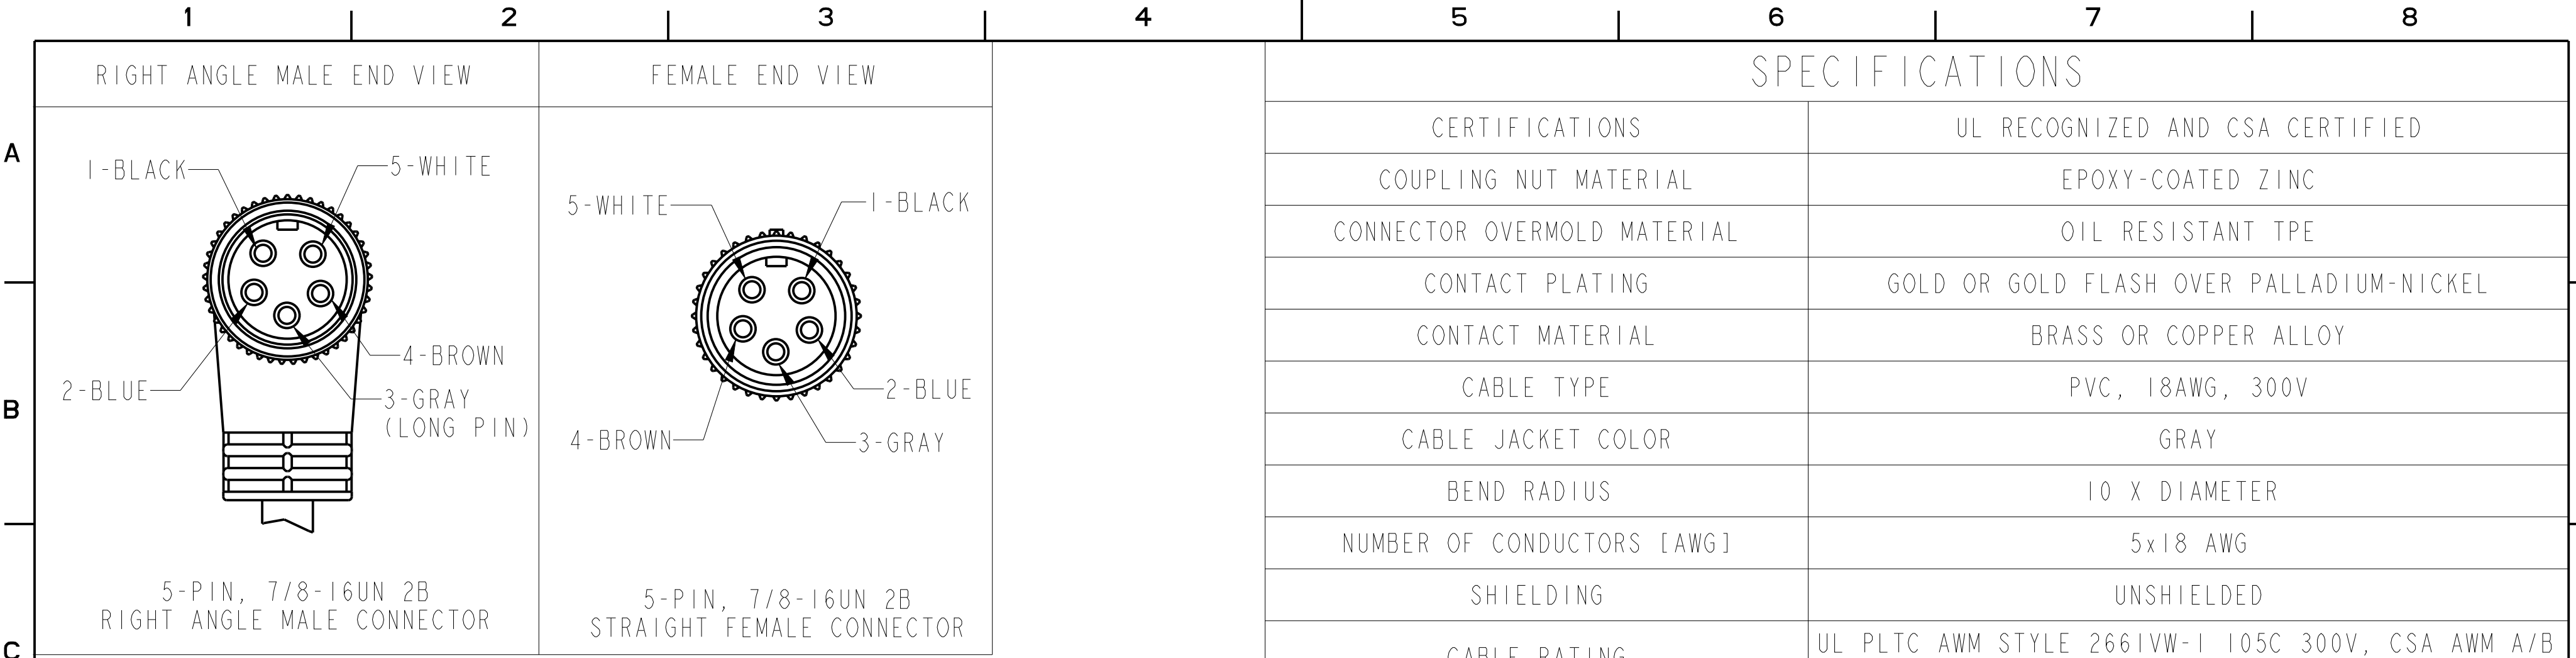 1 2 3 4 5 6 7 8
A
B
C
RIGHT ANGLE MALE END VIEW
1-BLACK
5-WHITE
4-BROWN
2-BLUE
3-GRAY
(LONG PIN)
5-PIN, 7/8-16UN 2B
RIGHT ANGLE MALE CONNECTOR
FEMALE END VIEW
5-WHITE
1-BLACK
2-BLUE
4-BROWN
3-GRAY
5-PIN, 7/8-16UN 2B
STRAIGHT FEMALE CONNECTOR
SPECIFICATIONS
CERTIFICATIONS UL RECOGNIZED AND CSA CERTIFIED
COUPLING NUT MATERIAL EPOXY-COATED ZINC
CONNECTOR OVERMOLD MATERIAL OIL RESISTANT TPE
CONTACT PLATING GOLD OR GOLD FLASH OVER PALLADIUM-NICKEL
CONTACT MATERIAL BRASS OR COPPER ALLOY
CABLE TYPE PVC, 18AWG, 300V
CABLE JACKET COLOR GRAY
BEND RADIUS 10 X DIAMETER
NUMBER OF CONDUCTORS [AWG] 5x18 AWG
SHIELDING UNSHIELDED
CABLE RATING UL PLTC AWM STYLE 2661VW-1 105C 300V, CSA AWM A/B